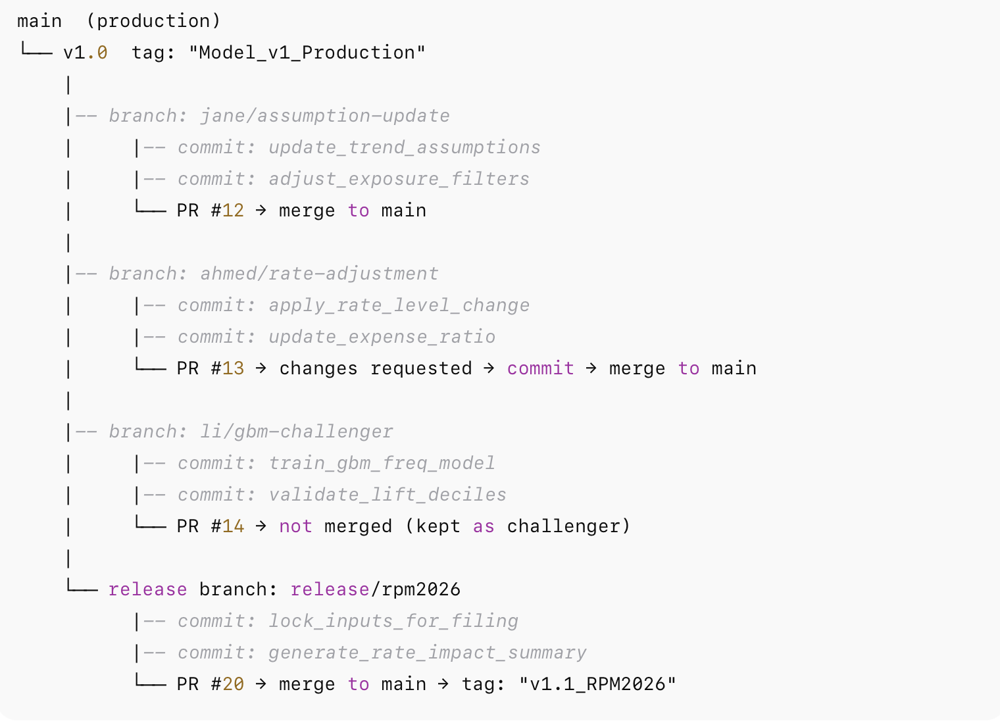 main  (production)
└── v1.0  tag: "Model_v1_Production"
    |
    |-- branch: jane/assumption-update
    |     |-- commit: update_trend_assumptions
    |     |-- commit: adjust_exposure_filters
    |     └── PR #12 → merge to main
    |
    |-- branch: ahmed/rate-adjustment
    |     |-- commit: apply_rate_level_change
    |     |-- commit: update_expense_ratio
    |     └── PR #13 → changes requested → commit → merge to main
    |
    |-- branch: li/gbm-challenger
    |     |-- commit: train_gbm_freq_model
    |     |-- commit: validate_lift_deciles
    |     └── PR #14 → not merged (kept as challenger)
    |
    └── release branch: release/rpm2026
          |-- commit: lock_inputs_for_filing
          |-- commit: generate_rate_impact_summary
          └── PR #20 → merge to main → tag: "v1.1_RPM2026"